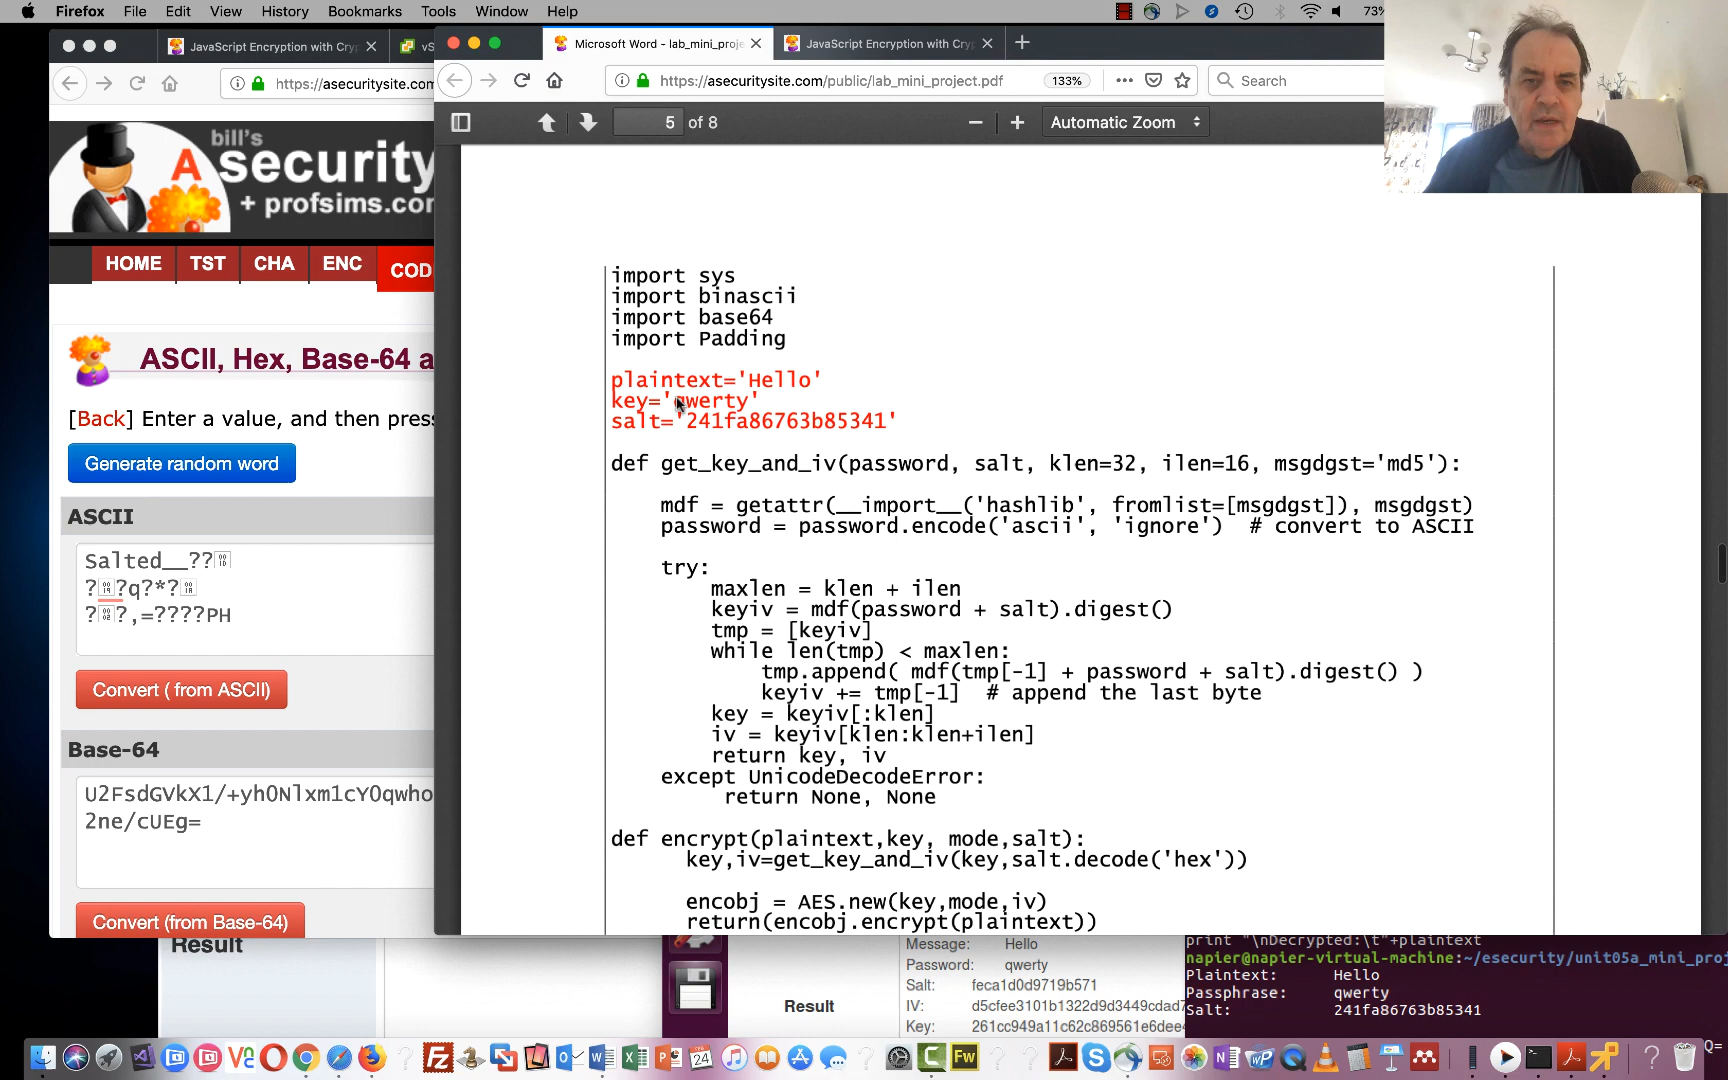 Firefox File Edit View History Bookmarks Tools Window Help
73%
JavaScript Encryption with Cry
Microsoft Word - lab_mini_proje
JavaScript Encryption with Cry
https://asecuritysite.com
https://asecuritysite.com/public/lab_mini_project.pdf
133%
Search
5 of 8
Automatic Zoom
bill's
Asecurity
+ profsims.com
HOME TST CHA ENC COD
ASCII, Hex, Base-64 a
[Back] Enter a value, and then press
Generate random word
ASCII
Salted__??
? ?q?*?
? ?,=????PH
Convert ( from ASCII)
Base-64
U2FsdGVkX1/+yh0Nlxm1cY0qwho
2ne/cUEg=
Convert (from Base-64)
Result
import sys
import binascii
import base64
import Padding
plaintext='Hello'
key='qwerty'
salt='241fa86763b85341'
def get_key_and_iv(password, salt, klen=32, ilen=16, msgdgst='md5'):
mdf = getattr(__import__('hashlib', fromlist=[msgdgst]), msgdgst)
password = password.encode('ascii', 'ignore') # convert to ASCII
try:
maxlen = klen + ilen
keyiv = mdf(password + salt).digest()
tmp = [keyiv]
while len(tmp) < maxlen:
tmp.append( mdf(tmp[-1] + password + salt).digest() )
keyiv += tmp[-1] # append the last byte
key = keyiv[:klen]
iv = keyiv[klen:klen+ilen]
return key, iv
except UnicodeDecodeError:
return None, None
def encrypt(plaintext,key, mode,salt):
key,iv=get_key_and_iv(key,salt.decode('hex'))
encobj = AES.new(key,mode,iv)
return(encobj.encrypt(plaintext))
Result
Message: Hello
Password: qwerty
Salt: feca1d0d9719b571
IV: d5cfee3101b1322d9d3449cdad7
Key: 261cc949a11c62c869561e6dee4
print "\nDecrypted:\t"+plaintext
napier@napier-virtual-machine:~/esecurity/unit05a_mini_proj
Plaintext: Hello
Passphrase: qwerty
Salt: 241fa86763b85341
Q=